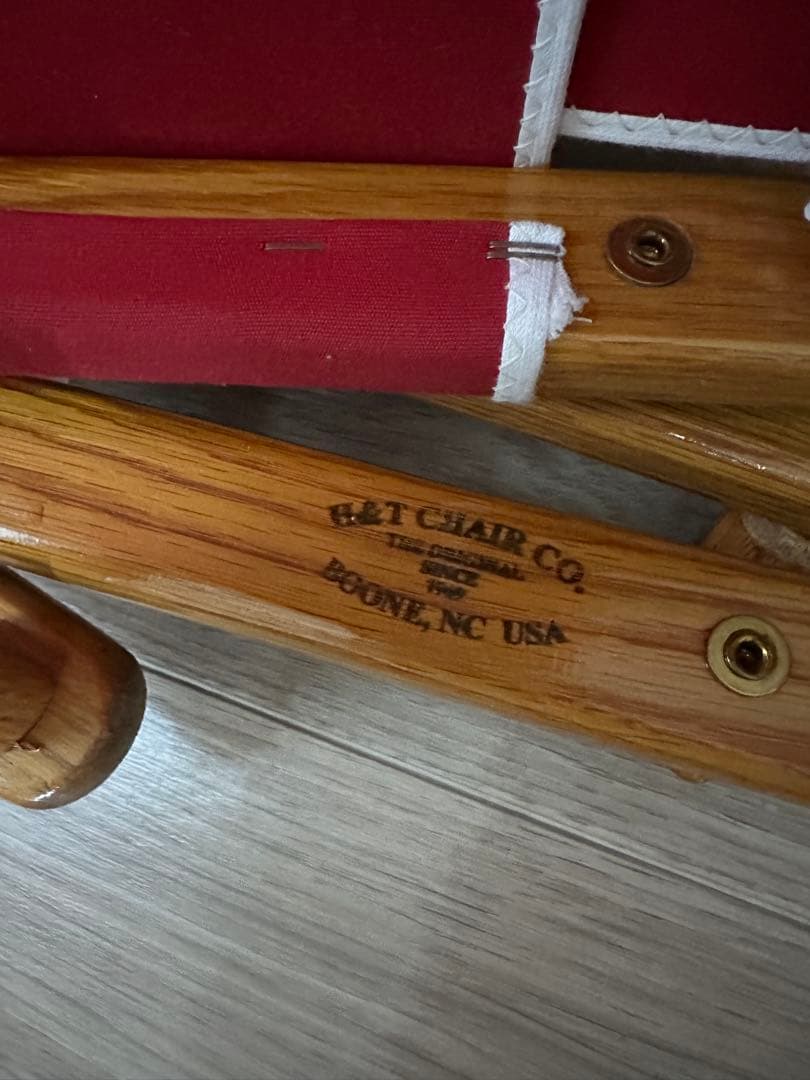 H&T CHAIR CO.
THE ORIGINAL
SINCE
BOONE, NC USA